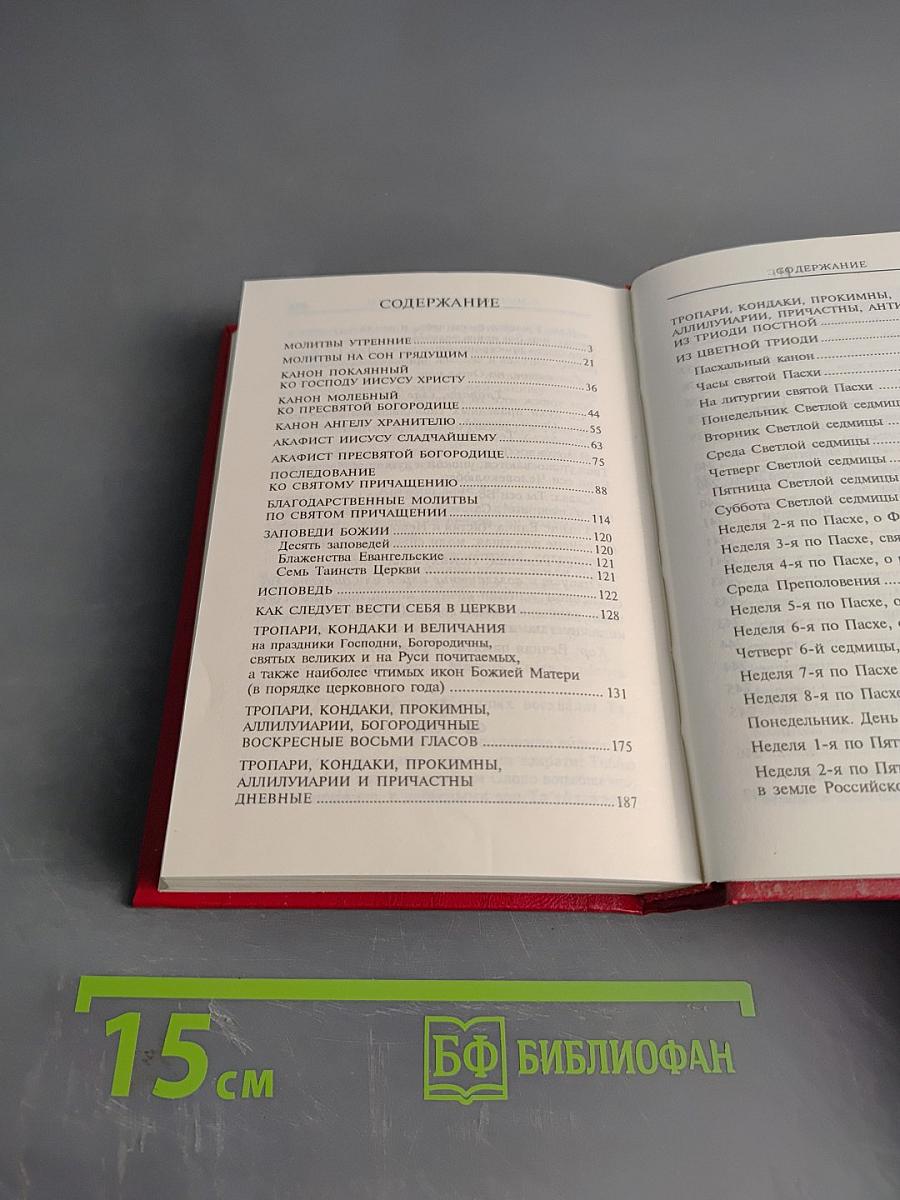 СОДЕРЖАНИЕ
МОЛИТВЫ УТРЕННИЕ 3
МОЛИТВЫ НА СОН ГРЯДУЩИМ 21
КАНОН ПОКАЯННЫЙ
КО ГОСПОДУ ИИСУСУ ХРИСТУ 36
КАНОН МОЛЕБНЫЙ
КО ПРЕСВЯТОЙ БОГОРОДИЦЕ 44
КАНОН АНГЕЛУ ХРАНИТЕЛЮ 55
АКАФИСТ ИИСУСУ СЛАДЧАЙШЕМУ 63
АКАФИСТ ПРЕСВЯТОЙ БОГОРОДИЦЕ 75
ПОСЛЕДОВАНИЕ
КО СВЯТОМУ ПРИЧАЩЕНИЮ 88
БЛАГОДАРСТВЕННЫЕ МОЛИТВЫ
ПО СВЯТОМ ПРИЧАЩЕНИИ 114
ЗАПОВЕДИ БОЖИИ 120
Десять заповедей 120
Блаженства Евангельские 121
Семь Таинств Церкви 121
ИСПОВЕДЬ 122
КАК СЛЕДУЕТ ВЕСТИ СЕБЯ В ЦЕРКВИ 128
ТРОПАРИ, КОНДАКИ И ВЕЛИЧАНИЯ
на праздники Господни, Богородичны,
святых великих и на Руси почитаемых,
а также наиболее чтимых икон Божией Матери
(в порядке церковного года) 131
ТРОПАРИ, КОНДАКИ, ПРОКИМНЫ,
АЛЛИЛУИАРИИ, БОГОРОДИЧНЫЕ
ВОСКРЕСНЫЕ ВОСЬМИ ГЛАСОВ 175
ТРОПАРИ, КОНДАКИ, ПРОКИМНЫ,
АЛЛИЛУИАРИИ И ПРИЧАСТНЫ
ДНЕВНЫЕ 187
СОДЕРЖАНИЕ
ТРОПАРИ, КОНДАКИ, ПРОКИМНЫ,
АЛЛИЛУИАРИИ, ПРИЧАСТНЫ, АНТИ
ИЗ ТРИОДИ ПОСТНОЙ
ИЗ ЦВЕТНОЙ ТРИОДИ
Пасхальный канон
Часы святой Пасхи
На литургии святой Пасхи
Понедельник Светлой седмицы
Вторник Светлой седмицы
Среда Светлой седмицы
Четверг Светлой седмицы
Пятница Светлой седмицы
Суббота Светлой седмицы
Неделя 2-я по Пасхе, о Ф
Неделя 3-я по Пасхе, свя
Неделя 4-я по Пасхе, о
Среда Преполовения
Неделя 5-я по Пасхе, о
Неделя 6-я по Пасхе,
Четверг 6-й седмицы,
Неделя 7-я по Пасхе
Неделя 8-я по Пасхе
Понедельник. День
Неделя 1-я по Пят
Неделя 2-я по Пят
в земле Российско
15 см
БФ БИБЛИОФАН